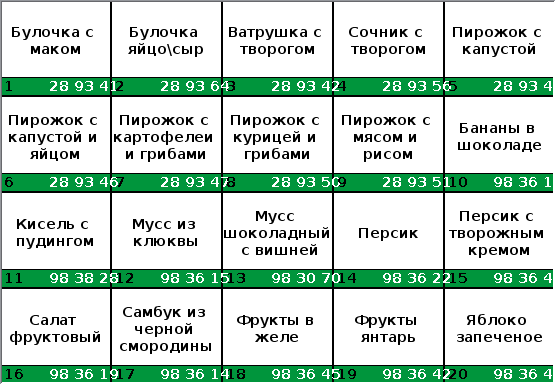 Булочка с
маком
Булочка
яйцо\сыр
Ватрушка с
творогом
Сочник с
творогом
Пирожок с
капустой
1 28 93 41
2 28 93 64
3 28 93 42
4 28 93 56
5 28 93 4
Пирожок с
капустой и
яйцом
Пирожок с
картофелеи
и грибами
Пирожок с
курицей и
грибами
Пирожок с
мясом и
рисом
Бананы в
шоколаде
6 28 93 46
7 28 93 47
8 28 93 50
9 28 93 51
10 98 36 1
Кисель с
пудингом
Мусс из
клюквы
Мусс
шоколадный
с вишней
Персик
Персик с
творожным
кремом
11 98 38 28
12 98 36 15
13 98 30 70
14 98 36 22
15 98 36 4
Салат
фруктовый
Самбук из
черной
смородины
Фрукты в
желе
Фрукты
янтарь
Яблоко
запеченое
16 98 36 19
17 98 36 14
18 98 36 45
19 98 36 42
20 98 36 4